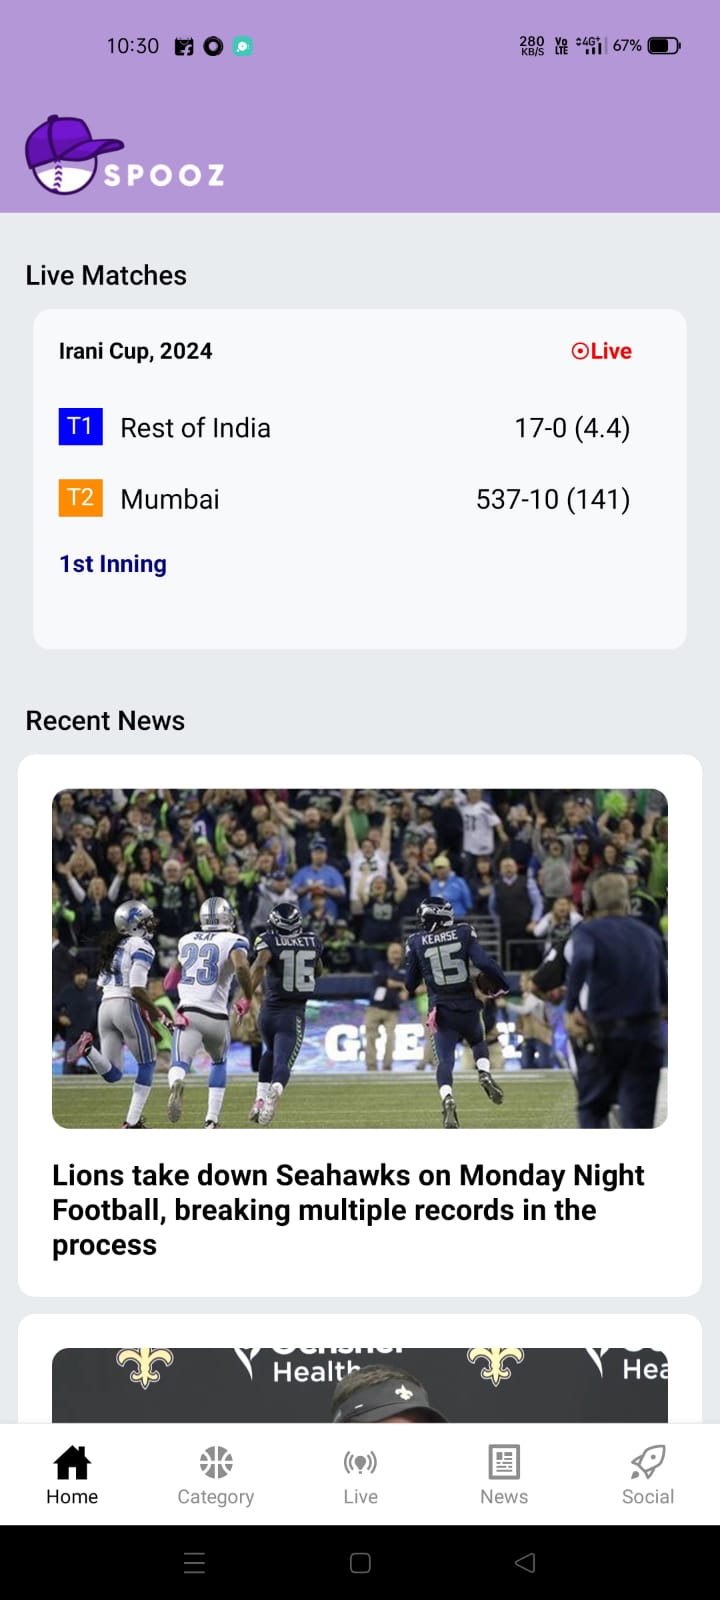 10:30
280 KB/S Vo LTE 4G+ 67%
SPOOZ
Live Matches
Irani Cup, 2024
Live
T1 Rest of India 17-0 (4.4)
T2 Mumbai 537-10 (141)
1st Inning
Recent News
SLAY
23
LOCKETT
16
KEARSE
15
Lions take down Seahawks on Monday Night
Football, breaking multiple records in the
process
Health
Home Category Live News Social